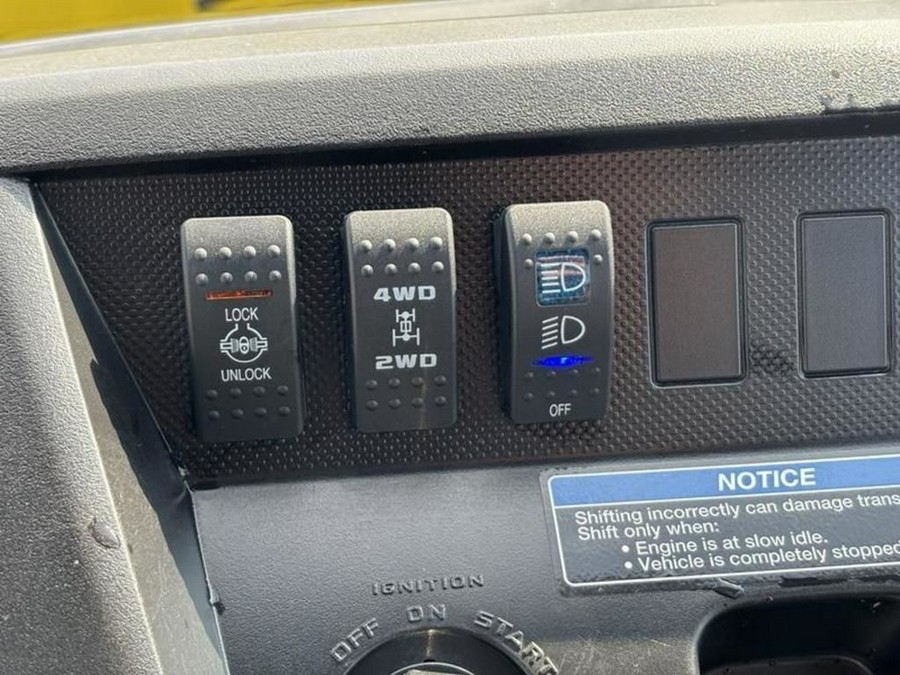 LOCK
UNLOCK
4WD
2WD
OFF
NOTICE
Shifting incorrectly can damage trans
Shift only when:
• Engine is at slow idle.
• Vehicle is completely stopped
IGNITION
OFF ON START